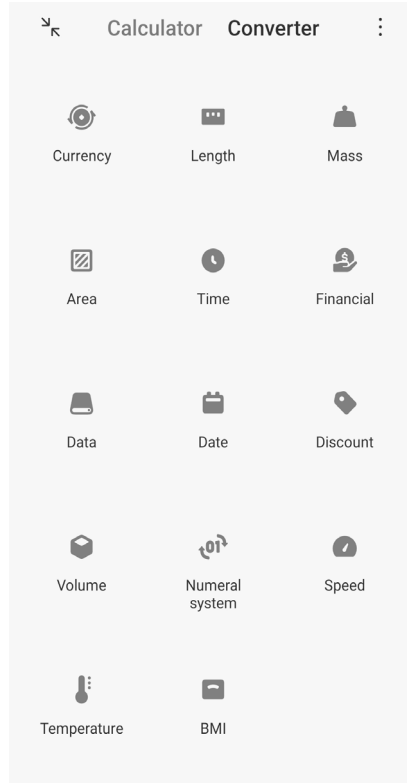 Calculator Converter
Currency Length Mass
Area Time Financial
Data Date Discount
Volume Numeral system Speed
Temperature BMI